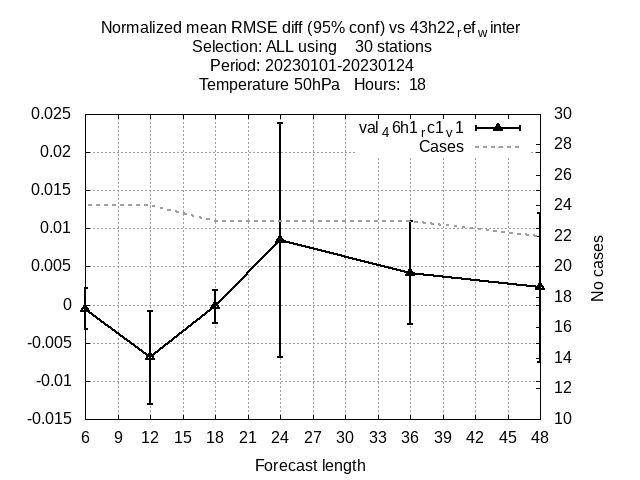 Normalized mean RMSE diff (95% conf) vs 43h22refwinter
Selection: ALL using 30 stations
Period: 20230101-20230124
Temperature 50hPa Hours: 18
val46h1rc1v1
Cases
0.025
0.02
0.015
0.01
0.005
0
-0.005
-0.01
-0.015
30
28
26
24
22
20
18
16
14
12
10
No cases
6 9 12 15 18 21 24 27 30 33 36 39 42 45 48
Forecast length